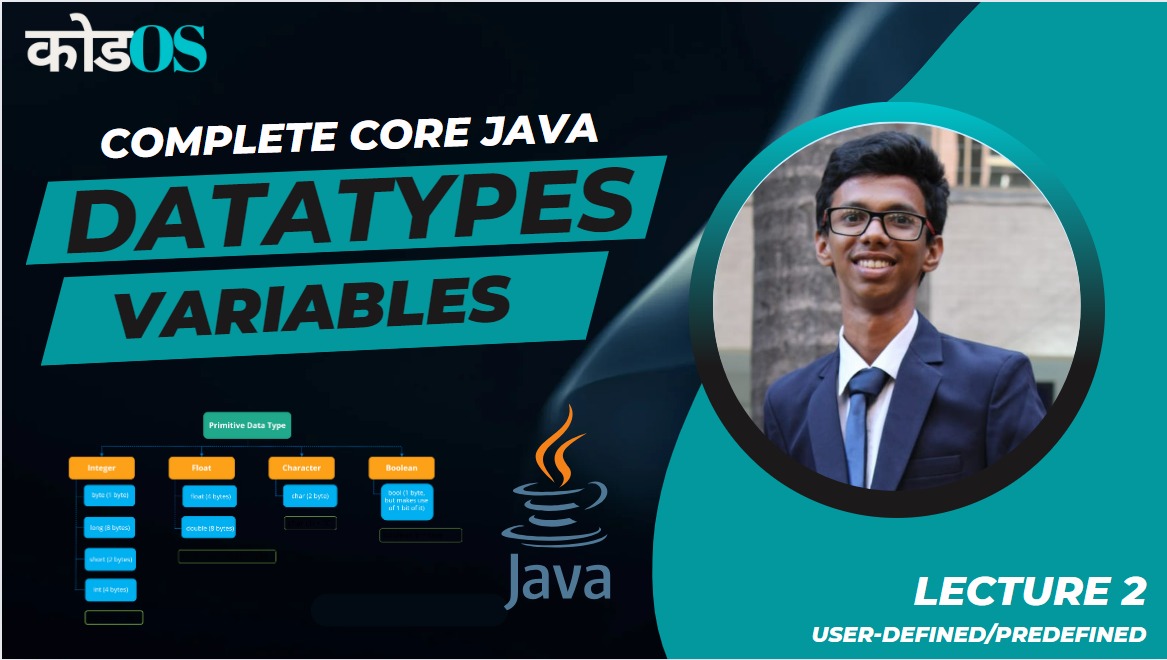 कोडOS
COMPLETE CORE JAVA
DATATYPES
VARIABLES
Primitive Data Type
Integer
Float
Character
Boolean
byte (1 byte)
float (4 bytes)
char (2 byte)
bool (1 byte,
but makes use
of 1 bit of it)
long (8 bytes)
double (8 bytes)
short (2 bytes)
int (4 bytes)
Java
LECTURE 2
USER-DEFINED/PREDEFINED